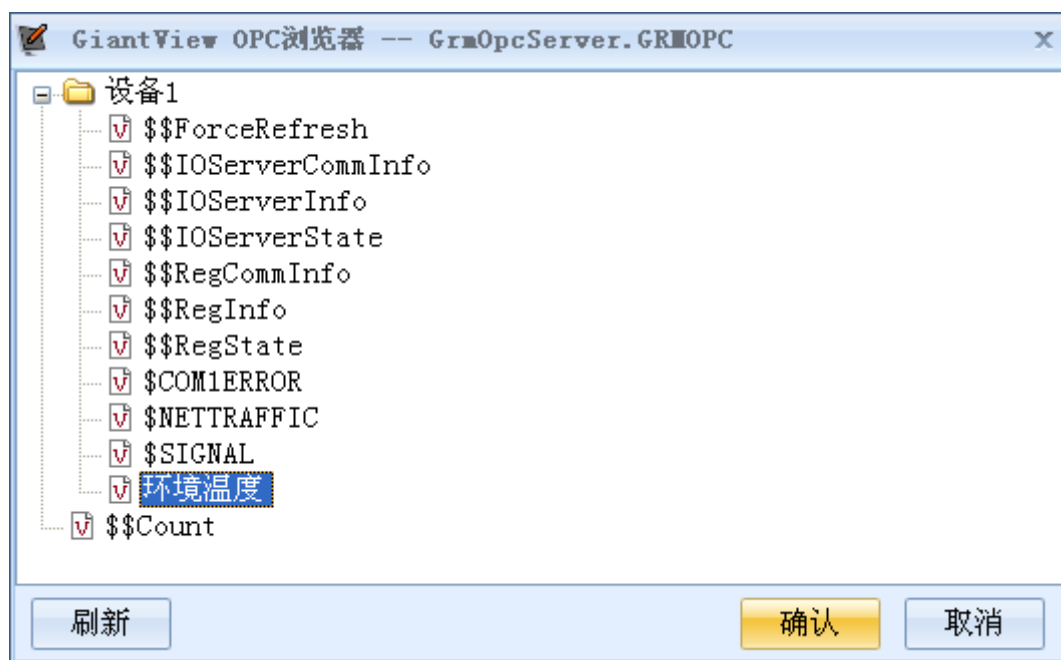 GiantView OPC浏览器 -- GrmOpcServer.GRMOPC
设备1
$$ForceRefresh
$$IOServerCommInfo
$$IOServerInfo
$$IOServerState
$$RegCommInfo
$$RegInfo
$$RegState
$COM1ERROR
$NETTRAFFIC
$SIGNAL
环境温度
$$Count
刷新 确认 取消